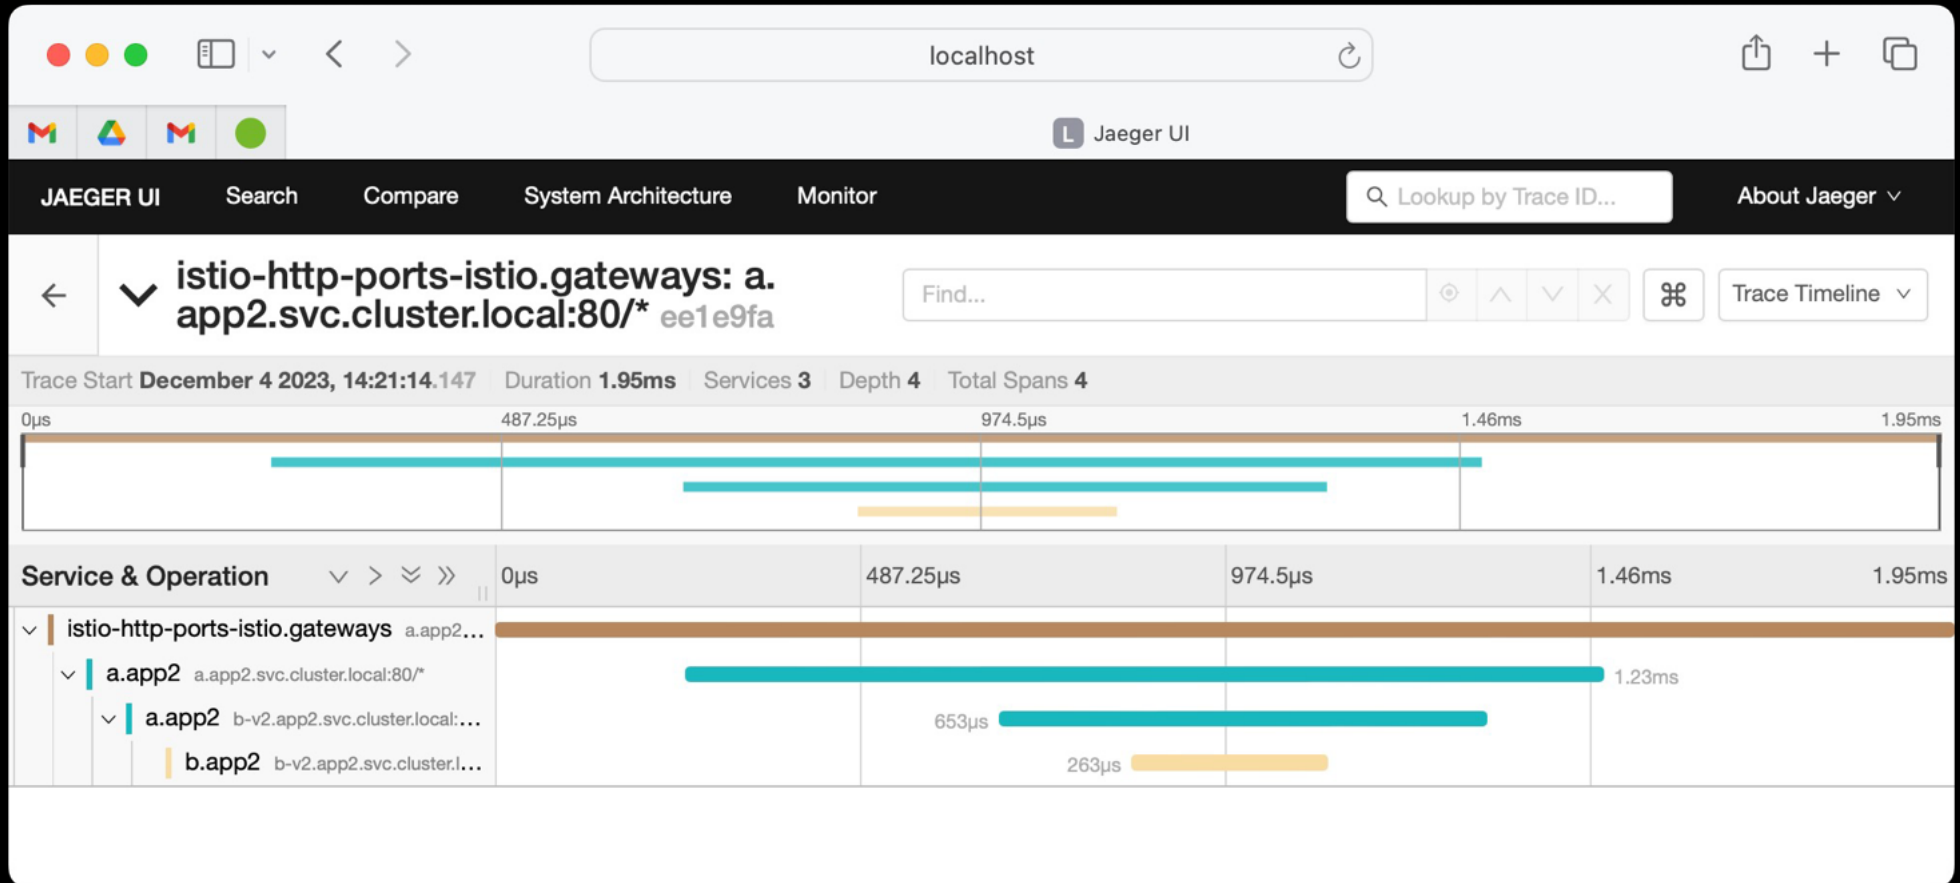 localhost
L Jaeger UI
JAEGER UI Search Compare System Architecture Monitor Lookup by Trace ID... About Jaeger
istio-http-ports-istio.gateways: a.
app2.svc.cluster.local:80/* ee1e9fa
Find... Trace Timeline
Trace Start December 4 2023, 14:21:14.147 Duration 1.95ms Services 3 Depth 4 Total Spans 4
0μs 487.25μs 974.5μs 1.46ms 1.95ms
Service & Operation 0μs 487.25μs 974.5μs 1.46ms 1.95ms
istio-http-ports-istio.gateways a.app2...
a.app2 a.app2.svc.cluster.local:80/* 1.23ms
a.app2 b-v2.app2.svc.cluster.local:... 653μs
b.app2 b-v2.app2.svc.cluster.l... 263μs